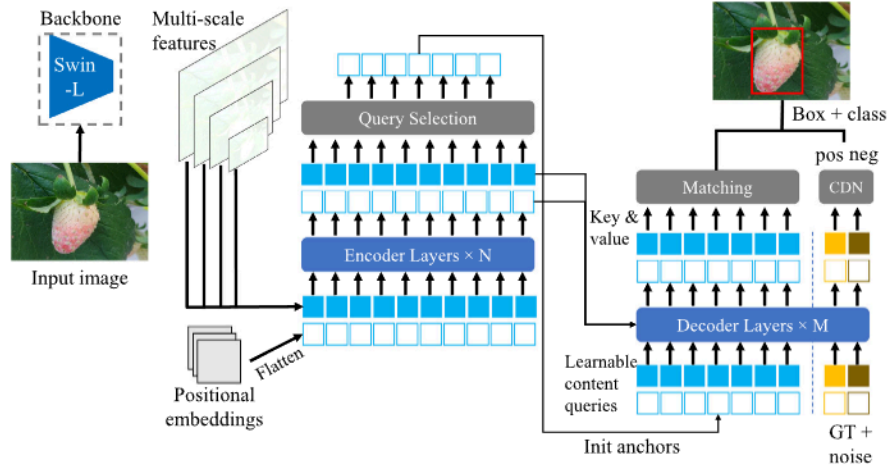 Backbone
Swin
-L
Input image
Multi-scale
features
Positional
embeddings
Flatten
Query Selection
Encoder Layers × N
Key &
value
Learnable
content
queries
Init anchors
Matching
Decoder Layers × M
Box + class
pos neg
CDN
GT +
noise